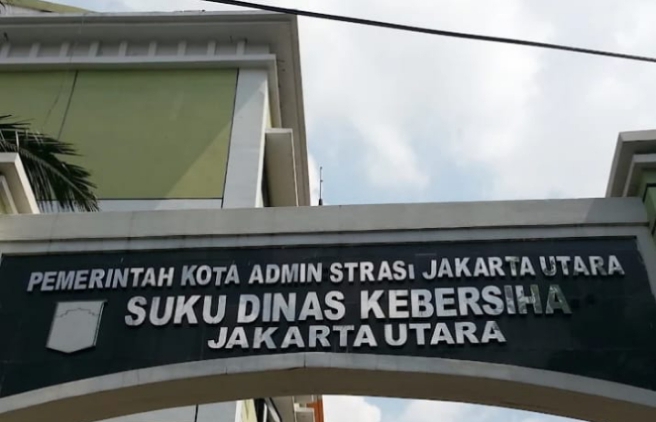 PEMERINTAH KOTA ADMIN STRASI JAKARTA UTARA
SUKU DINAS KEBERSIHA
JAKARTA UTARA